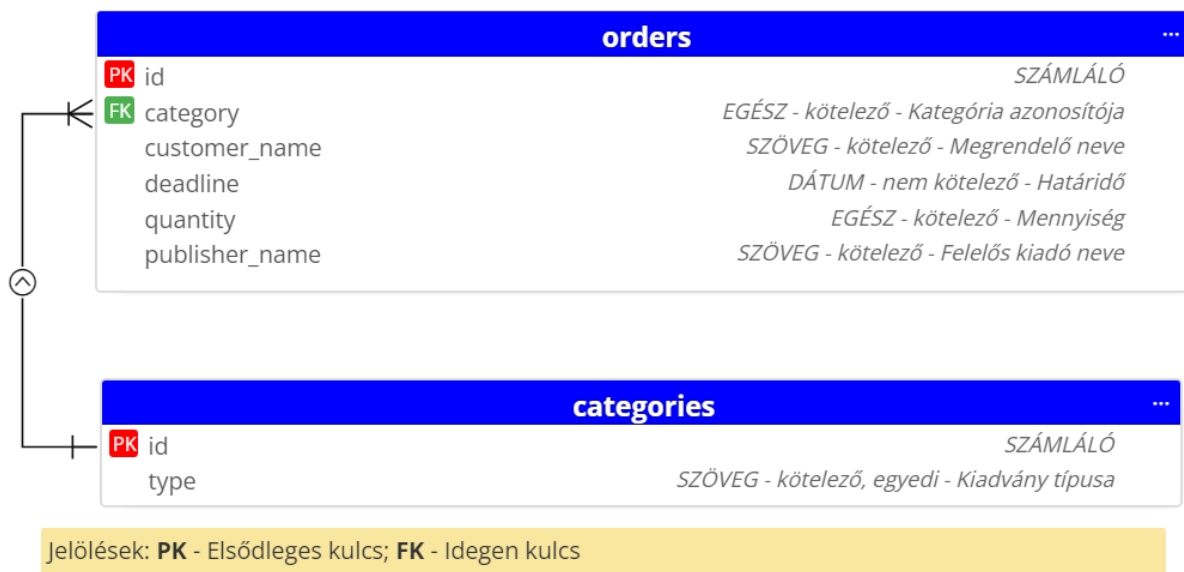 orders ...
PK id SZÁMLÁLÓ
FK category EGÉSZ - kötelező - Kategória azonosítója
customer_name SZÖVEG - kötelező - Megrendelő neve
deadline DÁTUM - nem kötelező - Határidő
quantity EGÉSZ - kötelező - Mennyiség
publisher_name SZÖVEG - kötelező - Felelős kiadó neve
categories ...
PK id SZÁMLÁLÓ
type SZÖVEG - kötelező, egyedi - Kiadvány típusa
Jelölések: PK - Elsődleges kulcs; FK - Idegen kulcs